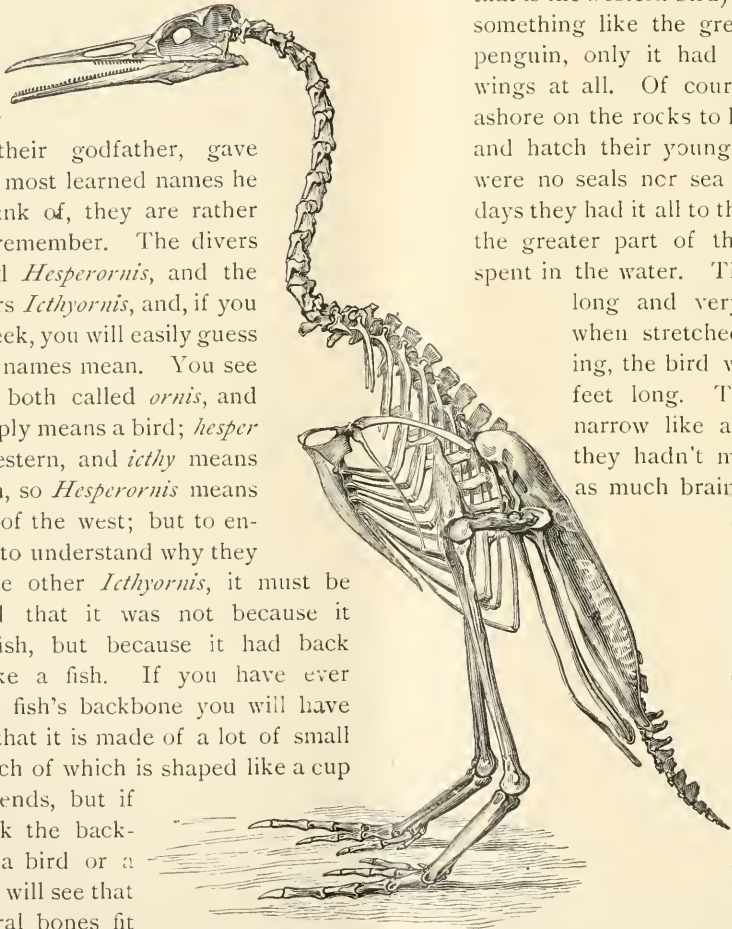 their godfather, gave
most learned names he
nk of, they are rather
remember. The divers
l Hesperornis, and the
rs Icthyornis, and, if you
eek, you will easily guess
names mean. You see
both called ornis, and
ply means a bird; hesper
estern, and icthy means
n, so Hesperornis means
of the west; but to en-
to understand why they
e other Icthyornis, it must be
l that it was not because it
ish, but because it had back
ke a fish. If you have ever
fish's backbone you will have
that it is made of a lot of small
ch of which is shaped like a cup
ends, but if
k the back-
a bird or a
will see that
ral bones fit
something like the gre
penguin, only it had
wings at all. Of cour
ashore on the rocks to l
and hatch their young
were no seals ncr sea
days they had it all to th
the greater part of th
spent in the water. T
long and very
when stretched
ing, the bird w
feet long. T
narrow like a
they hadn't m
as much brain